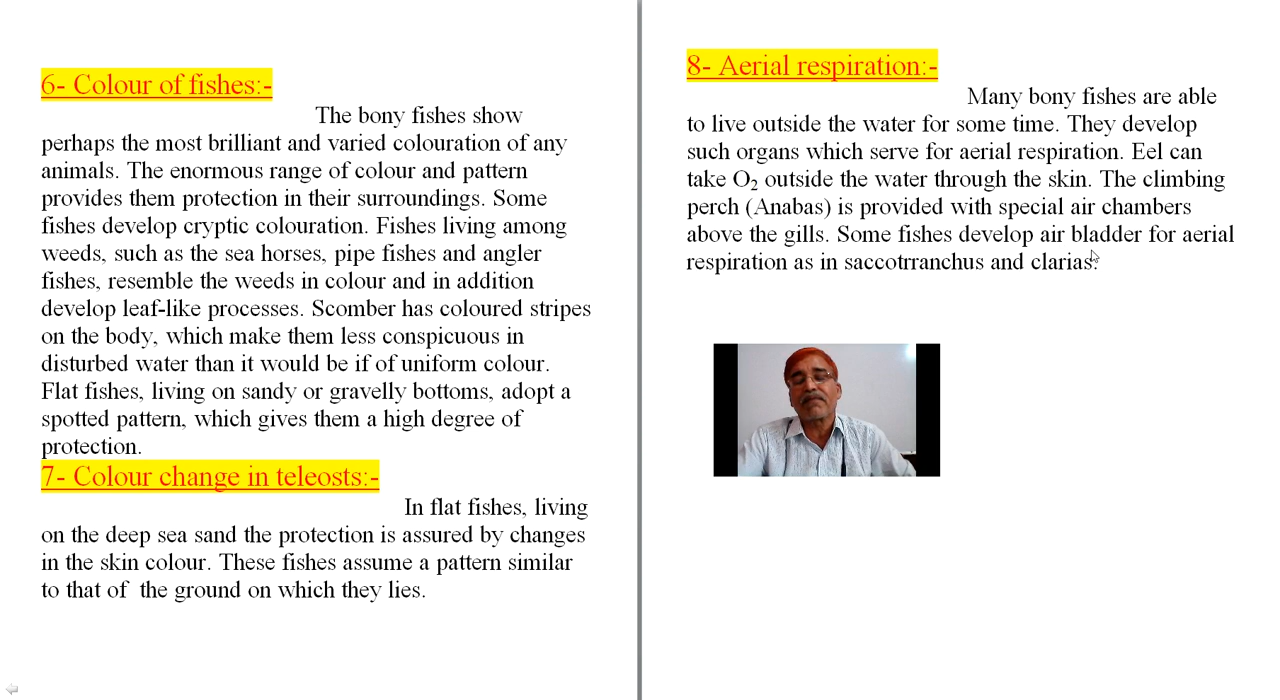 6- Colour of fishes:-
The bony fishes show
perhaps the most brilliant and varied colouration of any
animals. The enormous range of colour and pattern
provides them protection in their surroundings. Some
fishes develop cryptic colouration. Fishes living among
weeds, such as the sea horses, pipe fishes and angler
fishes, resemble the weeds in colour and in addition
develop leaf-like processes. Scomber has coloured stripes
on the body, which make them less conspicuous in
disturbed water than it would be if of uniform colour.
Flat fishes, living on sandy or gravelly bottoms, adopt a
spotted pattern, which gives them a high degree of
protection.
7- Colour change in teleosts:-
In flat fishes, living
on the deep sea sand the protection is assured by changes
in the skin colour. These fishes assume a pattern similar
to that of  the ground on which they lies.
8- Aerial respiration:-
Many bony fishes are able
to live outside the water for some time. They develop
such organs which serve for aerial respiration. Eel can
take O₂ outside the water through the skin. The climbing
perch (Anabas) is provided with special air chambers
above the gills. Some fishes develop air bladder for aerial
respiration as in saccotrranchus and clarias.